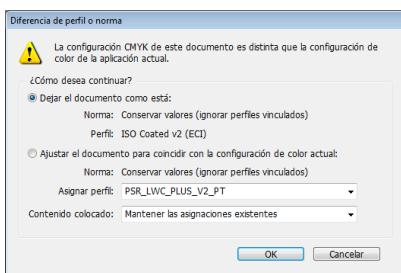 Diferencia de perfil o norma
La configuración CMYK de este documento es distinta que la configuración de
color de la aplicación actual.
¿Cómo desea continuar?
Dejar el documento como está:
Norma: Conservar valores (ignorar perfiles vinculados)
Perfil: ISO Coated v2 (ECI)
Ajustar el documento para coincidir con la configuración de color actual:
Norma: Conservar valores (ignorar perfiles vinculados)
Asignar perfil: PSR_LWC_PLUS_V2_PT
Contenido colocado: Mantener las asignaciones existentes
OK Cancelar